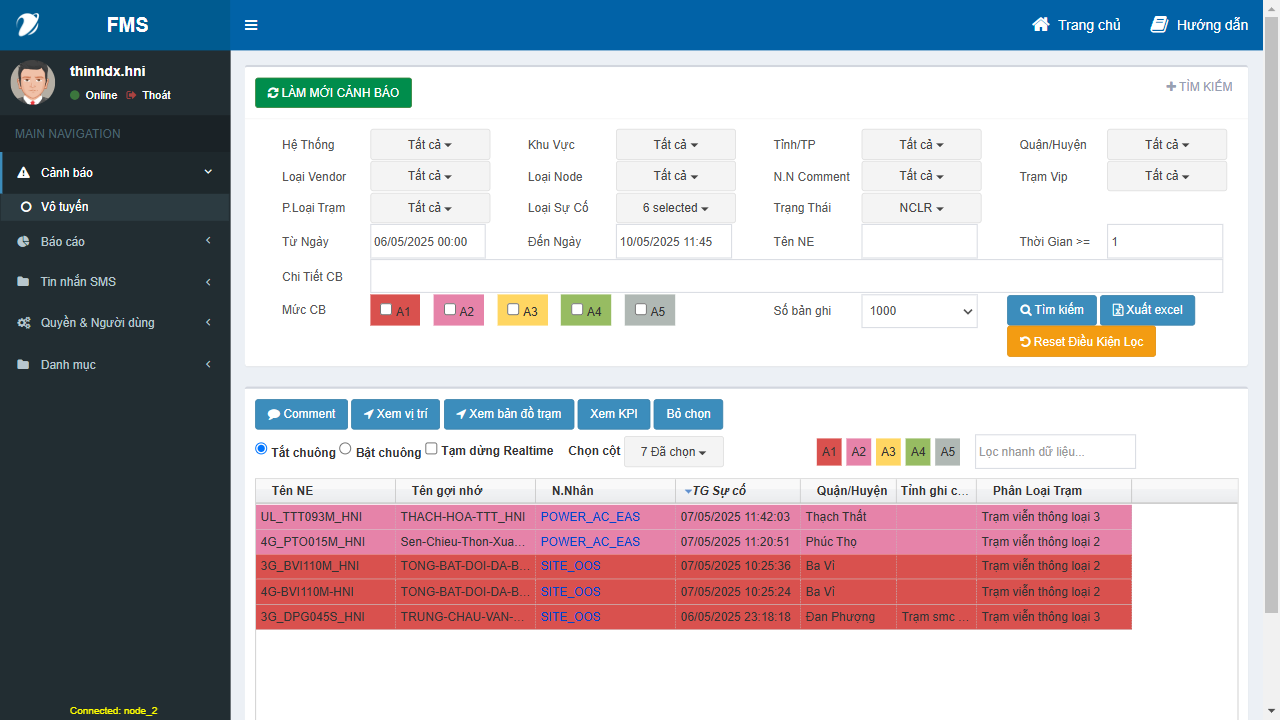 FMS
Trang chủ
Hướng dẫn
thinhdx.hni
Online Thoát
MAIN NAVIGATION
Cảnh báo
Vô tuyến
Báo cáo
Tin nhắn SMS
Quyền & Người dùng
Danh mục
Connected: node_2
LÀM MỚI CẢNH BÁO
TÌM KIẾM
Hệ Thống Tất cả Khu Vực Tất cả Tỉnh/TP Tất cả Quận/Huyện Tất cả
Loại Vendor Tất cả Loại Node Tất cả N.N Comment Tất cả Trạm Vip Tất cả
P.Loại Trạm Tất cả Loại Sự Cố 6 selected Trạng Thái NCLR
Từ Ngày 06/05/2025 00:00 Đến Ngày 10/05/2025 11:45 Tên NE Thời Gian >= 1
Chi Tiết CB
Mức CB A1 A2 A3 A4 A5 Số bản ghi 1000 Tìm kiếm Xuất excel
Reset Điều Kiện Lọc
Comment Xem vị trí Xem bản đồ trạm Xem KPI Bỏ chọn
Tắt chuông Bật chuông Tạm dừng Realtime Chọn cột 7 Đã chọn A1 A2 A3 A4 A5 Lọc nhanh dữ liệu...
Tên NE Tên gợi nhớ N.Nhân TG Sự cố Quận/Huyện Tỉnh ghi c... Phân Loại Trạm
UL_TTT093M_HNI THACH-HOA-TTT_HNI POWER_AC_EAS 07/05/2025 11:42:03 Thạch Thất Trạm viễn thông loại 3
4G_PTO015M_HNI Sen-Chieu-Thon-Xua... POWER_AC_EAS 07/05/2025 11:20:51 Phúc Thọ Trạm viễn thông loại 2
3G_BVI110M_HNI TONG-BAT-DOI-DA-B... SITE_OOS 07/05/2025 10:25:36 Ba Vì Trạm viễn thông loại 2
4G-BVI110M-HNI TONG-BAT-DOI-DA-B... SITE_OOS 07/05/2025 10:25:24 Ba Vì Trạm viễn thông loại 2
3G_DPG045S_HNI TRUNG-CHAU-VAN-... SITE_OOS 06/05/2025 23:18:18 Đan Phượng Trạm smc ... Trạm viễn thông loại 3